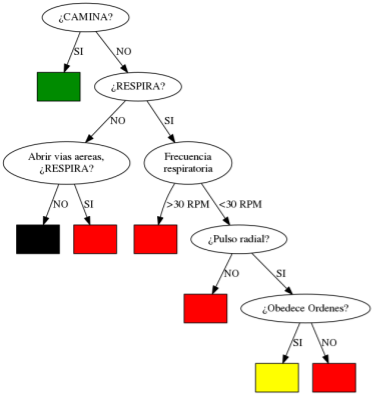 ¿CAMINA?
SI
NO
¿RESPIRA?
NO
SI
Abrir vias aereas,
¿RESPIRA?
Frecuencia
respiratoria
NO
SI
>30 RPM
<30 RPM
¿Pulso radial?
NO
SI
¿Obedece Ordenes?
SI
NO